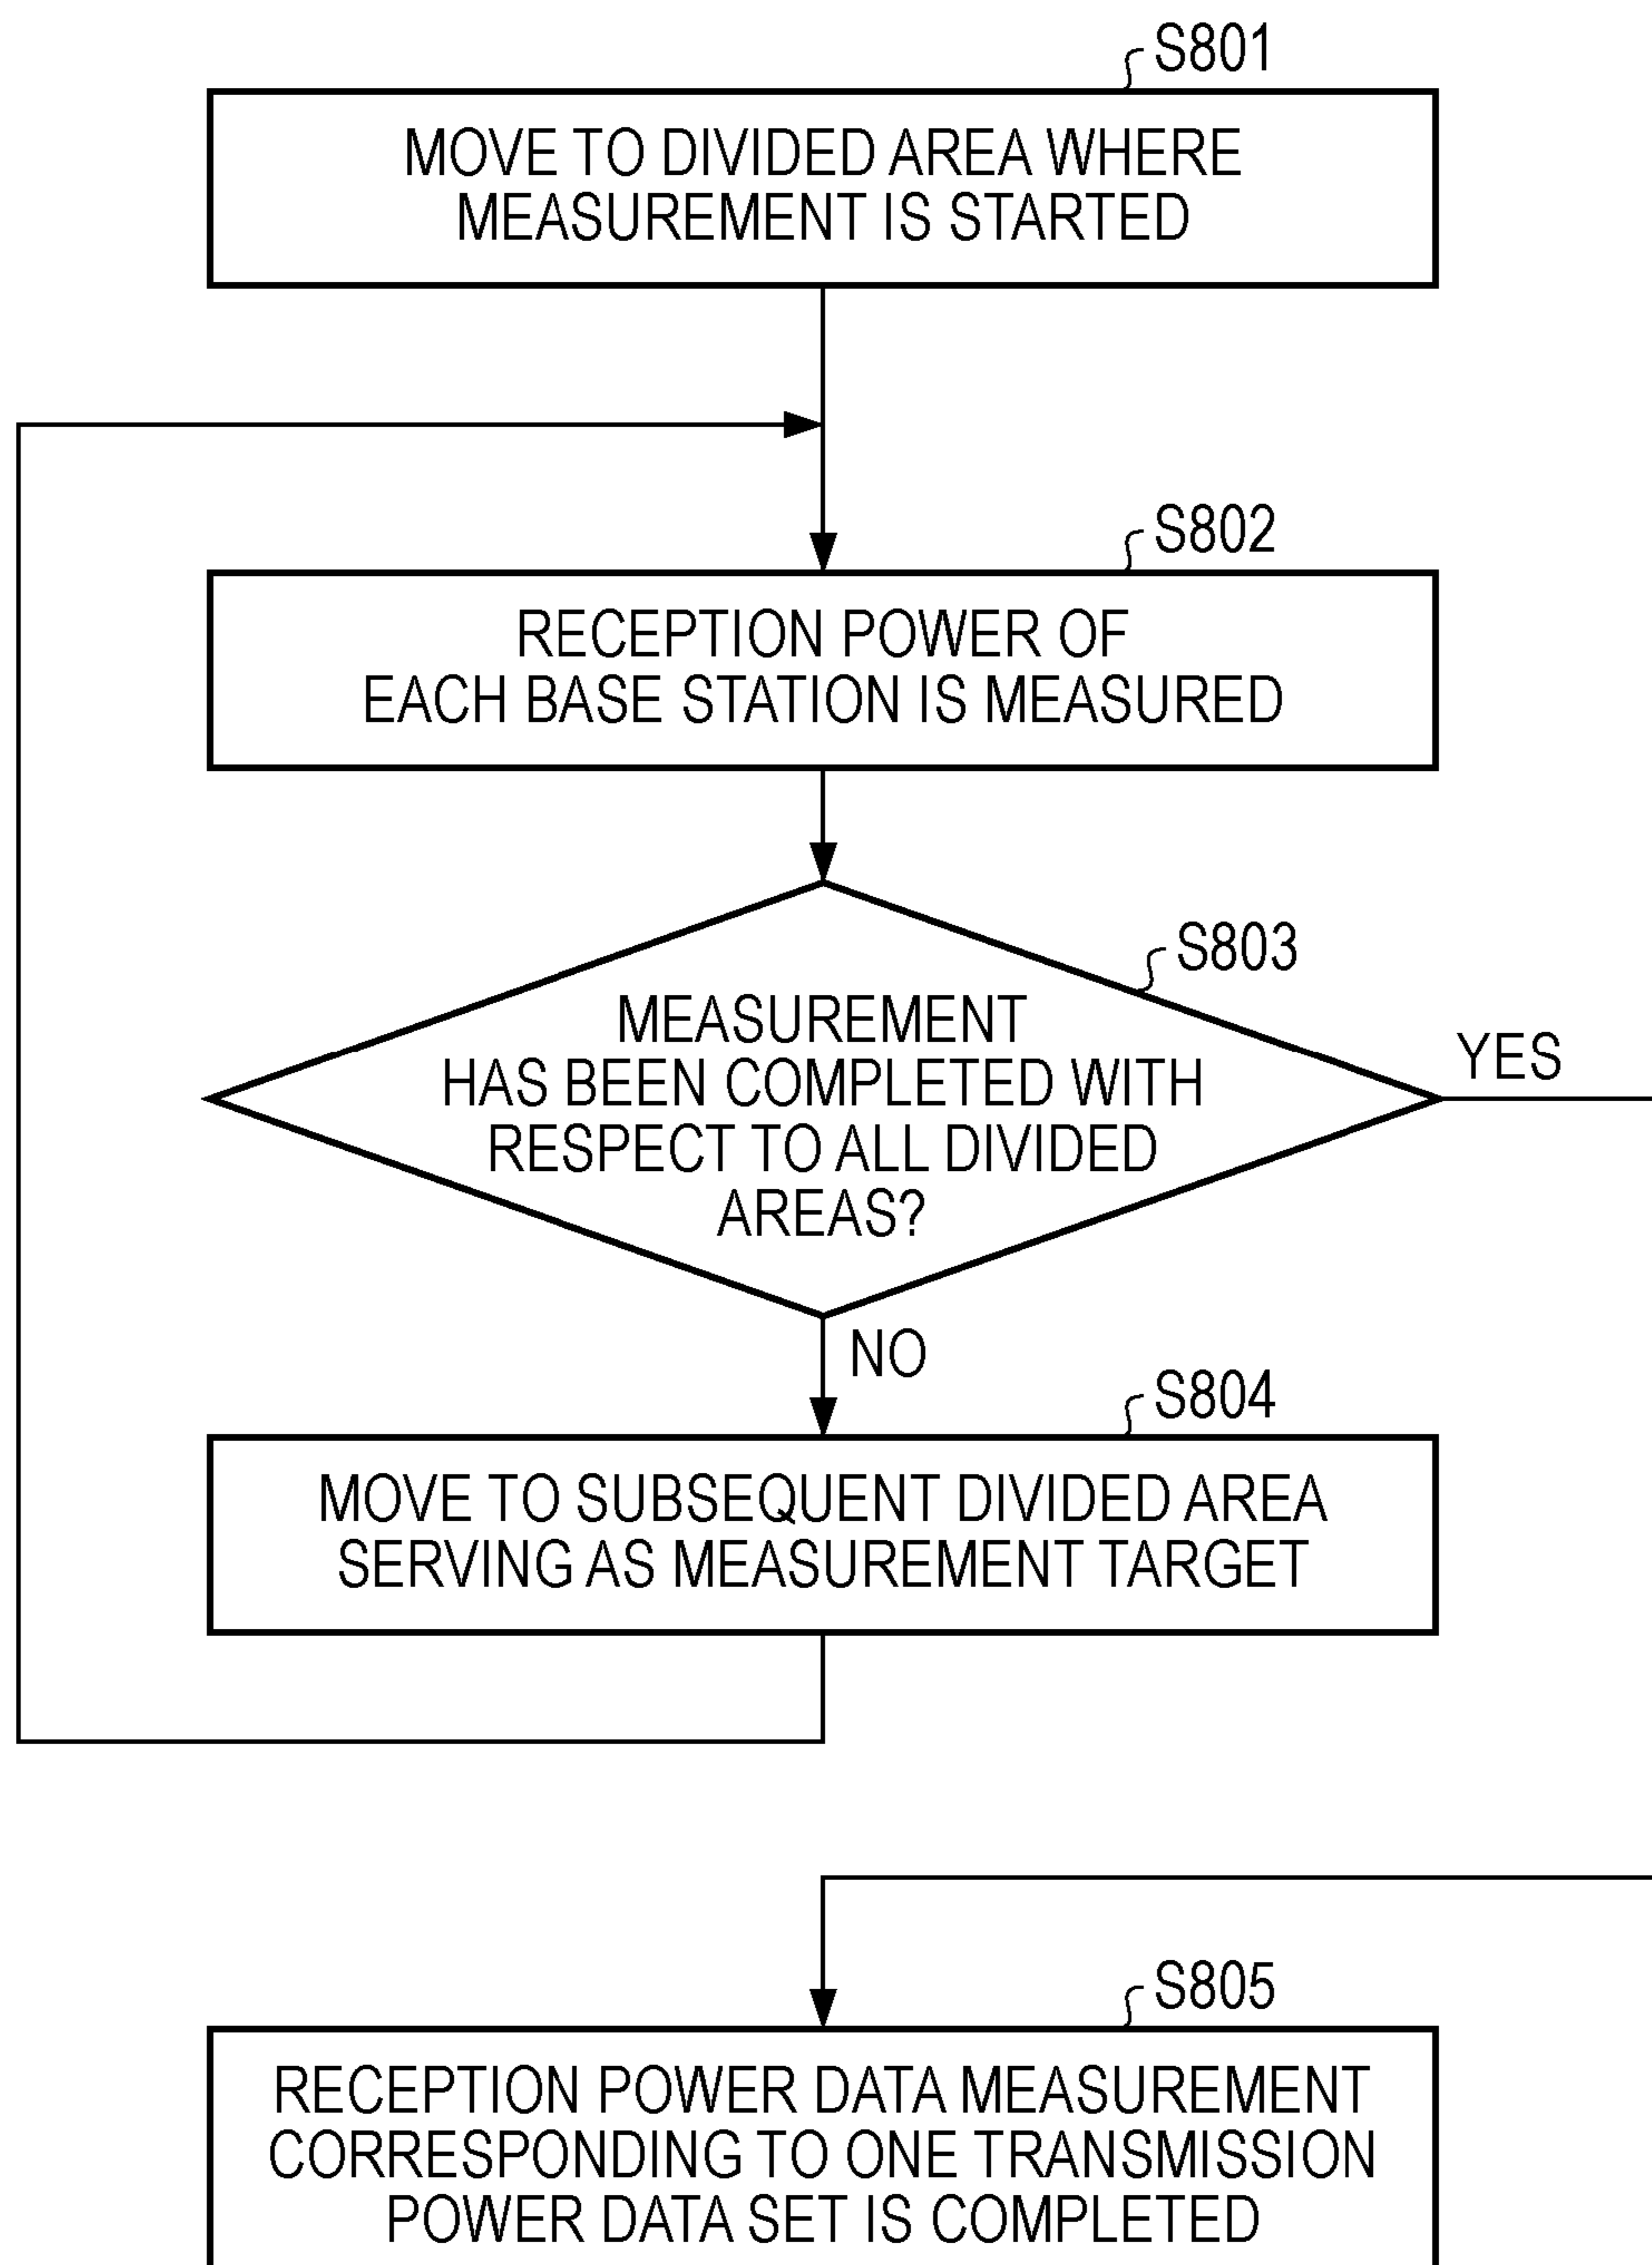 S801
MOVE TO DIVIDED AREA WHERE
MEASUREMENT IS STARTED
S802
RECEPTION POWER OF
EACH BASE STATION IS MEASURED
S803
MEASUREMENT
HAS BEEN COMPLETED WITH
RESPECT TO ALL DIVIDED
AREAS?
YES
NO
S804
MOVE TO SUBSEQUENT DIVIDED AREA
SERVING AS MEASUREMENT TARGET
S805
RECEPTION POWER DATA MEASUREMENT
CORRESPONDING TO ONE TRANSMISSION
POWER DATA SET IS COMPLETED